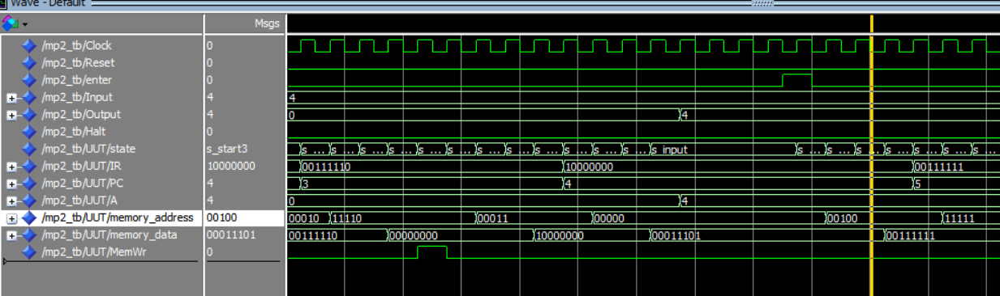 Wave - Default
Msgs
/mp2_tb/Clock 0
/mp2_tb/Reset 0
/mp2_tb/enter 0
/mp2_tb/Input 4 4
/mp2_tb/Output 4 0 4
/mp2_tb/Halt 0
/mp2_tb/UUT/state s_start3 s ... s ... s ... s ... s ... s ... s ... s ... s ... s ... s ... s ... s input s ... s ... s ... s ... s ... s ... s ...
/mp2_tb/UUT/IR 10000000 00111110 10000000 00111111
/mp2_tb/UUT/PC 4 3 4 5
/mp2_tb/UUT/A 4 0 4
/mp2_tb/UUT/memory_address 00100 00010 11110 00011 00000 00100 11111
/mp2_tb/UUT/memory_data 00011101 00111110 00000000 10000000 00011101 00111111
/mp2_tb/UUT/MemWr 0